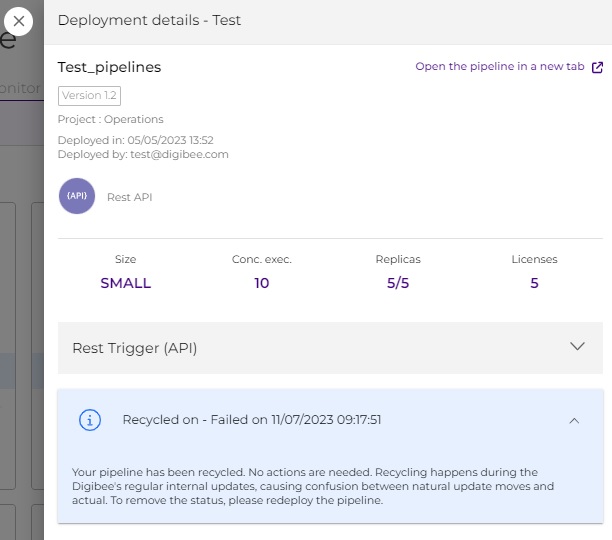 Deployment details - Test
e
onitor
Test_pipelines
Open the pipeline in a new tab
Version 1.2
Project : Operations
Deployed in: 05/05/2023 13:52
Deployed by: test@digibee.com
{API}
Rest API
Size
Conc. exec.
Replicas
Licenses
SMALL
10
5/5
5
Rest Trigger (API)
Recycled on - Failed on 11/07/2023 09:17:51
Your pipeline has been recycled. No actions are needed. Recycling happens during the
Digibee's regular internal updates, causing confusion between natural update moves and
actual. To remove the status, please redeploy the pipeline.